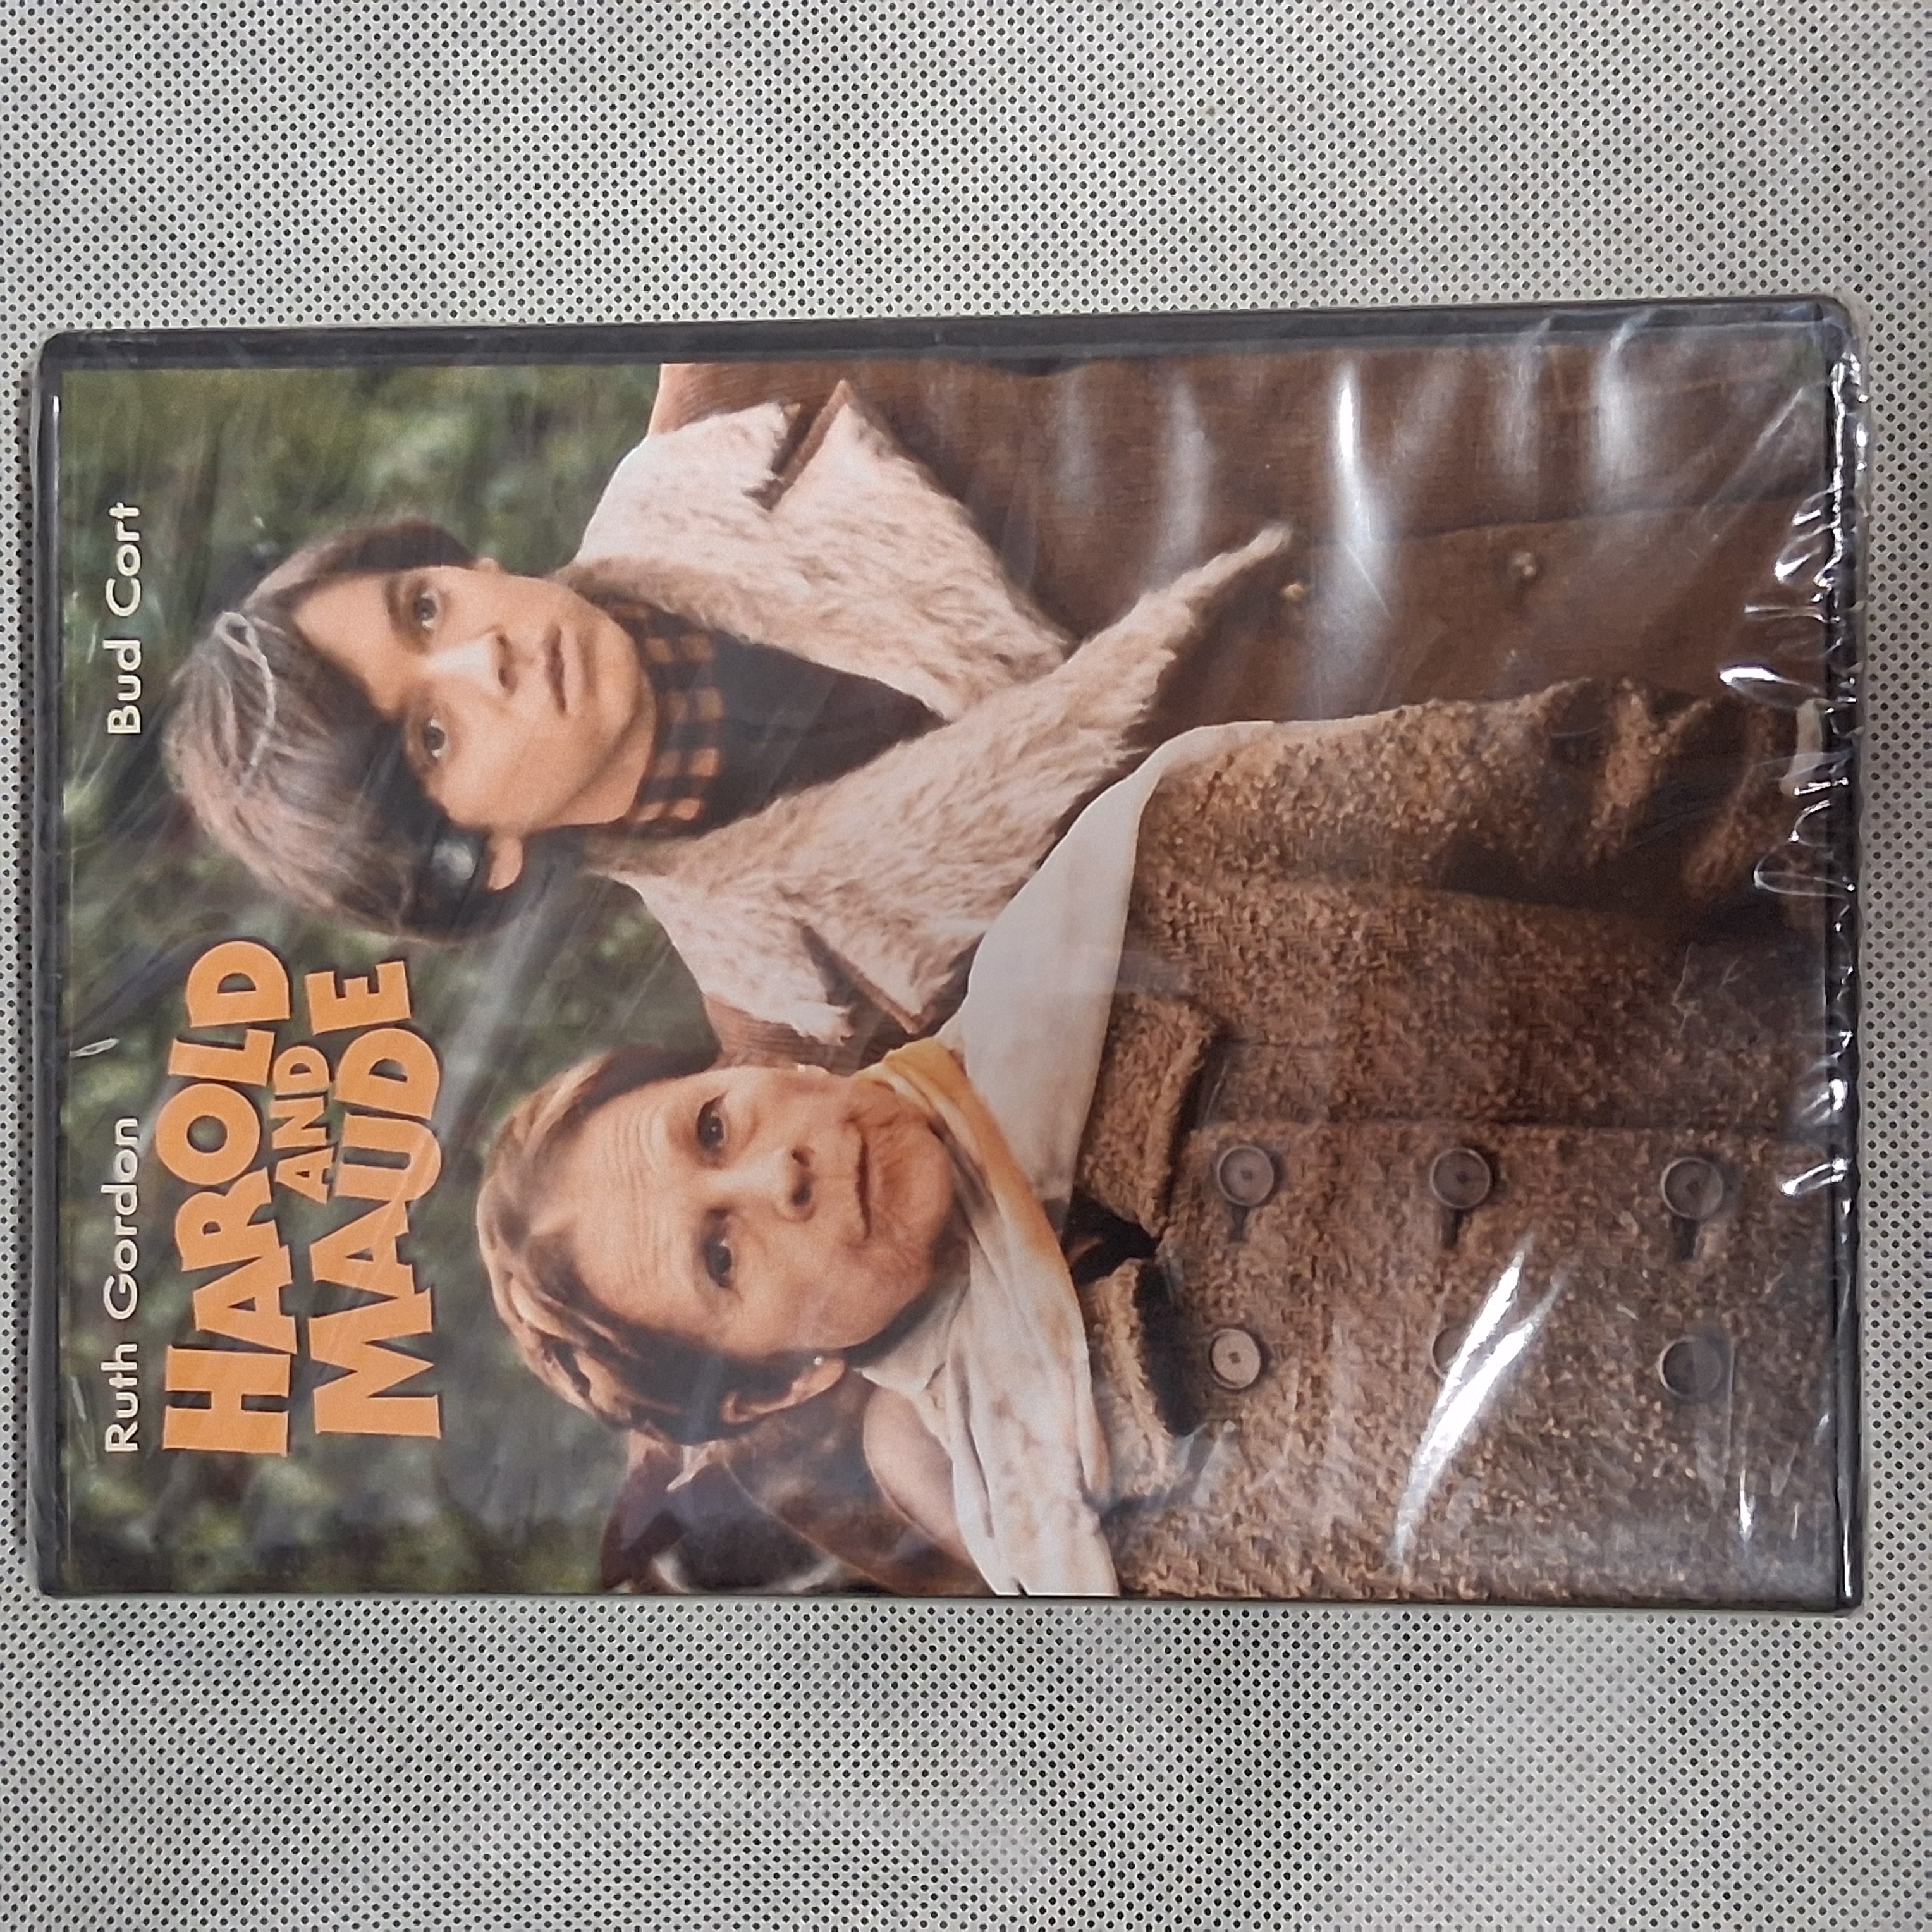 Ruth Gordon Bud Cort
HAROLD
AND
MAUDE